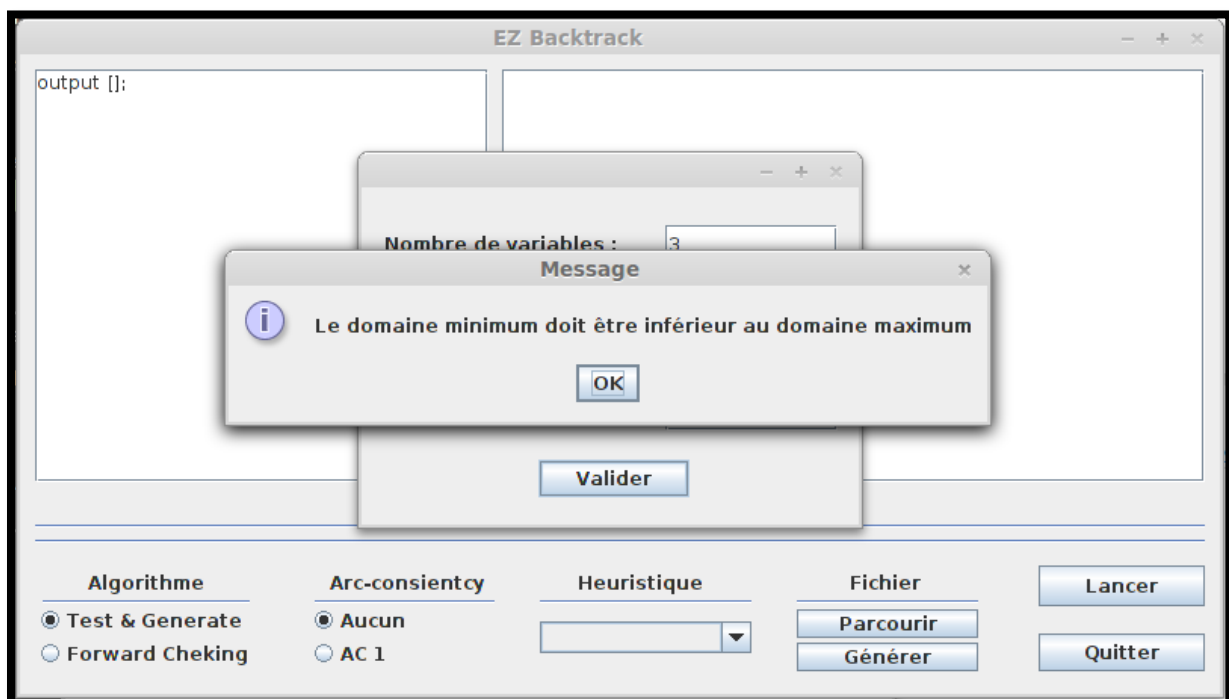 EZ Backtrack
output [];
Nombre de variables :
3
Message
Le domaine minimum doit être inférieur au domaine maximum
OK
Valider
Algorithme
Arc-consientcy
Heuristique
Fichier
Lancer
Test & Generate
Aucun
Parcourir
Forward Cheking
AC 1
Générer
Quitter